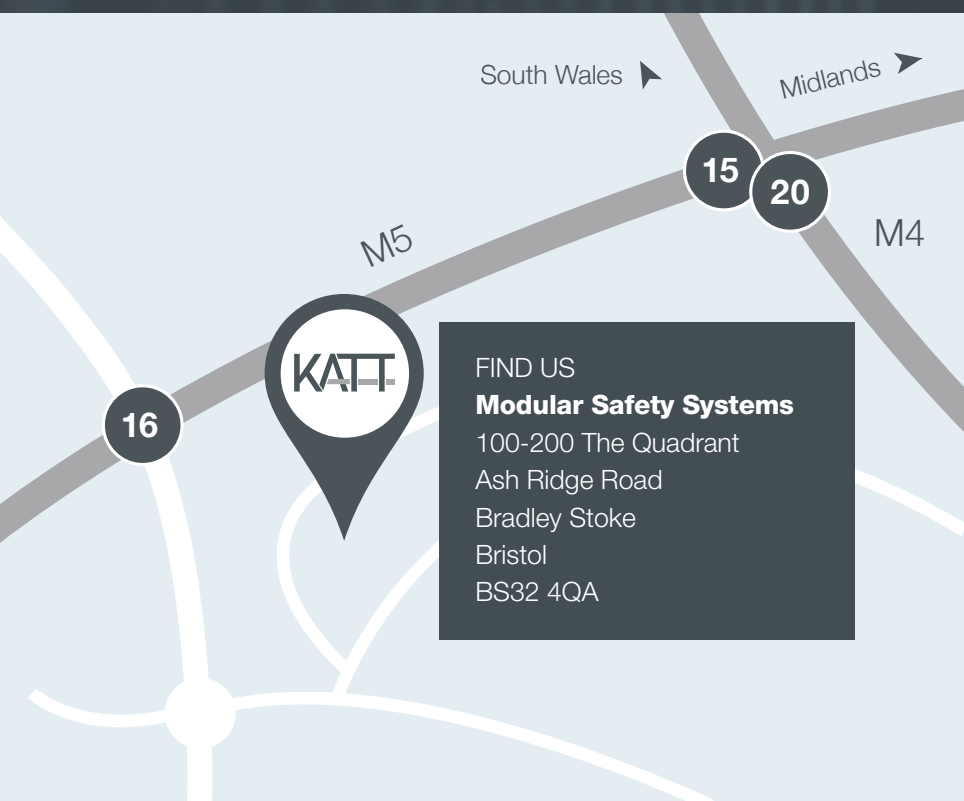 South Wales
Midlands
15
20
M4
M5
KATT
16
FIND US
Modular Safety Systems
100-200 The Quadrant
Ash Ridge Road
Bradley Stoke
Bristol
BS32 4QA